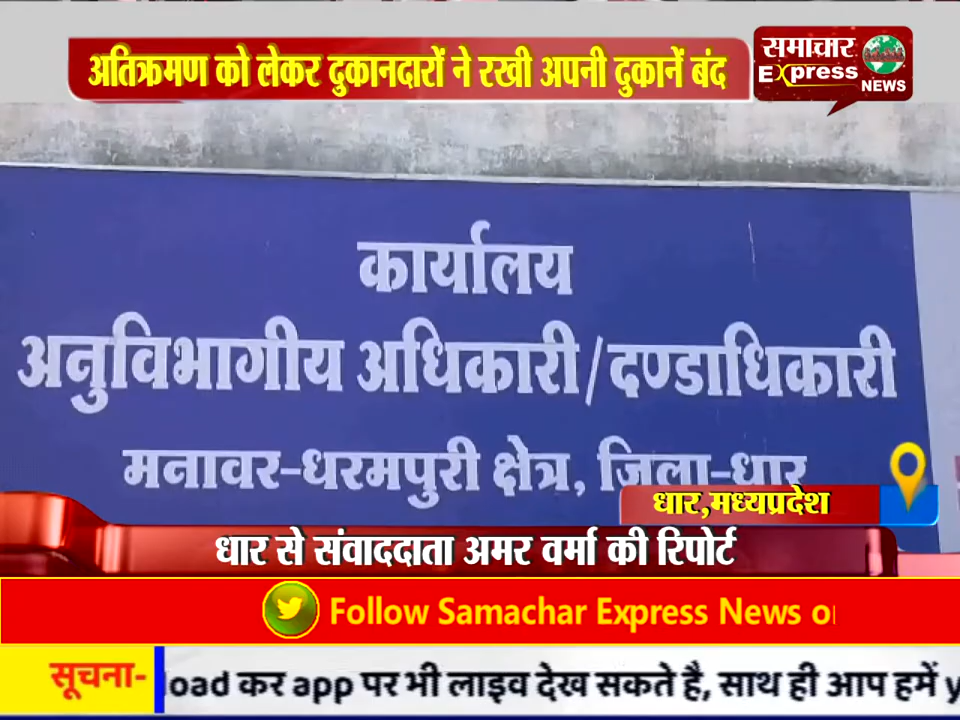 अतिक्रमण को लेकर दुकानदारों ने रखी अपनी दुकानें बंद
समाचार
Express
NEWS
कार्यालय
अनुविभागीय अधिकारी/दण्डाधिकारी
मनावर-धरमपुरी क्षेत्र, जिला-धार
धार,मध्यप्रदेश
धार से संवाददाता अमर वर्मा की रिपोर्ट
Follow Samachar Express News
सूचना- load कर app पर भी लाइव देख सकते है, साथ ही आप हमें y